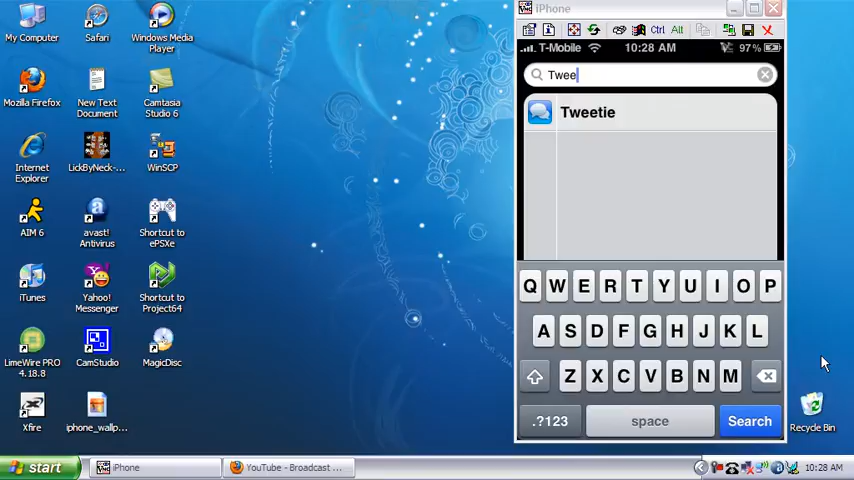 My Computer
Safari
Windows Media
Player
Mozilla Firefox
New Text
Document
Camtasia
Studio 6
Internet
Explorer
LickByNeck-...
WinSCP
AIM 6
avast!
Antivirus
Shortcut to
ePSXe
iTunes
Yahoo!
Messenger
Shortcut to
Project64
LimeWire PRO
4.18.8
CamStudio
MagicDisc
Xfire
iphone_wallp...
iPhone
Ctrl Alt
T-Mobile 10:28 AM 97%
Twee
Tweetie
Q W E R T Y U I O P
A S D F G H J K L
Z X C V B N M
.?123 space Search
Recycle Bin
start iPhone YouTube - Broadcast ... 10:28 AM